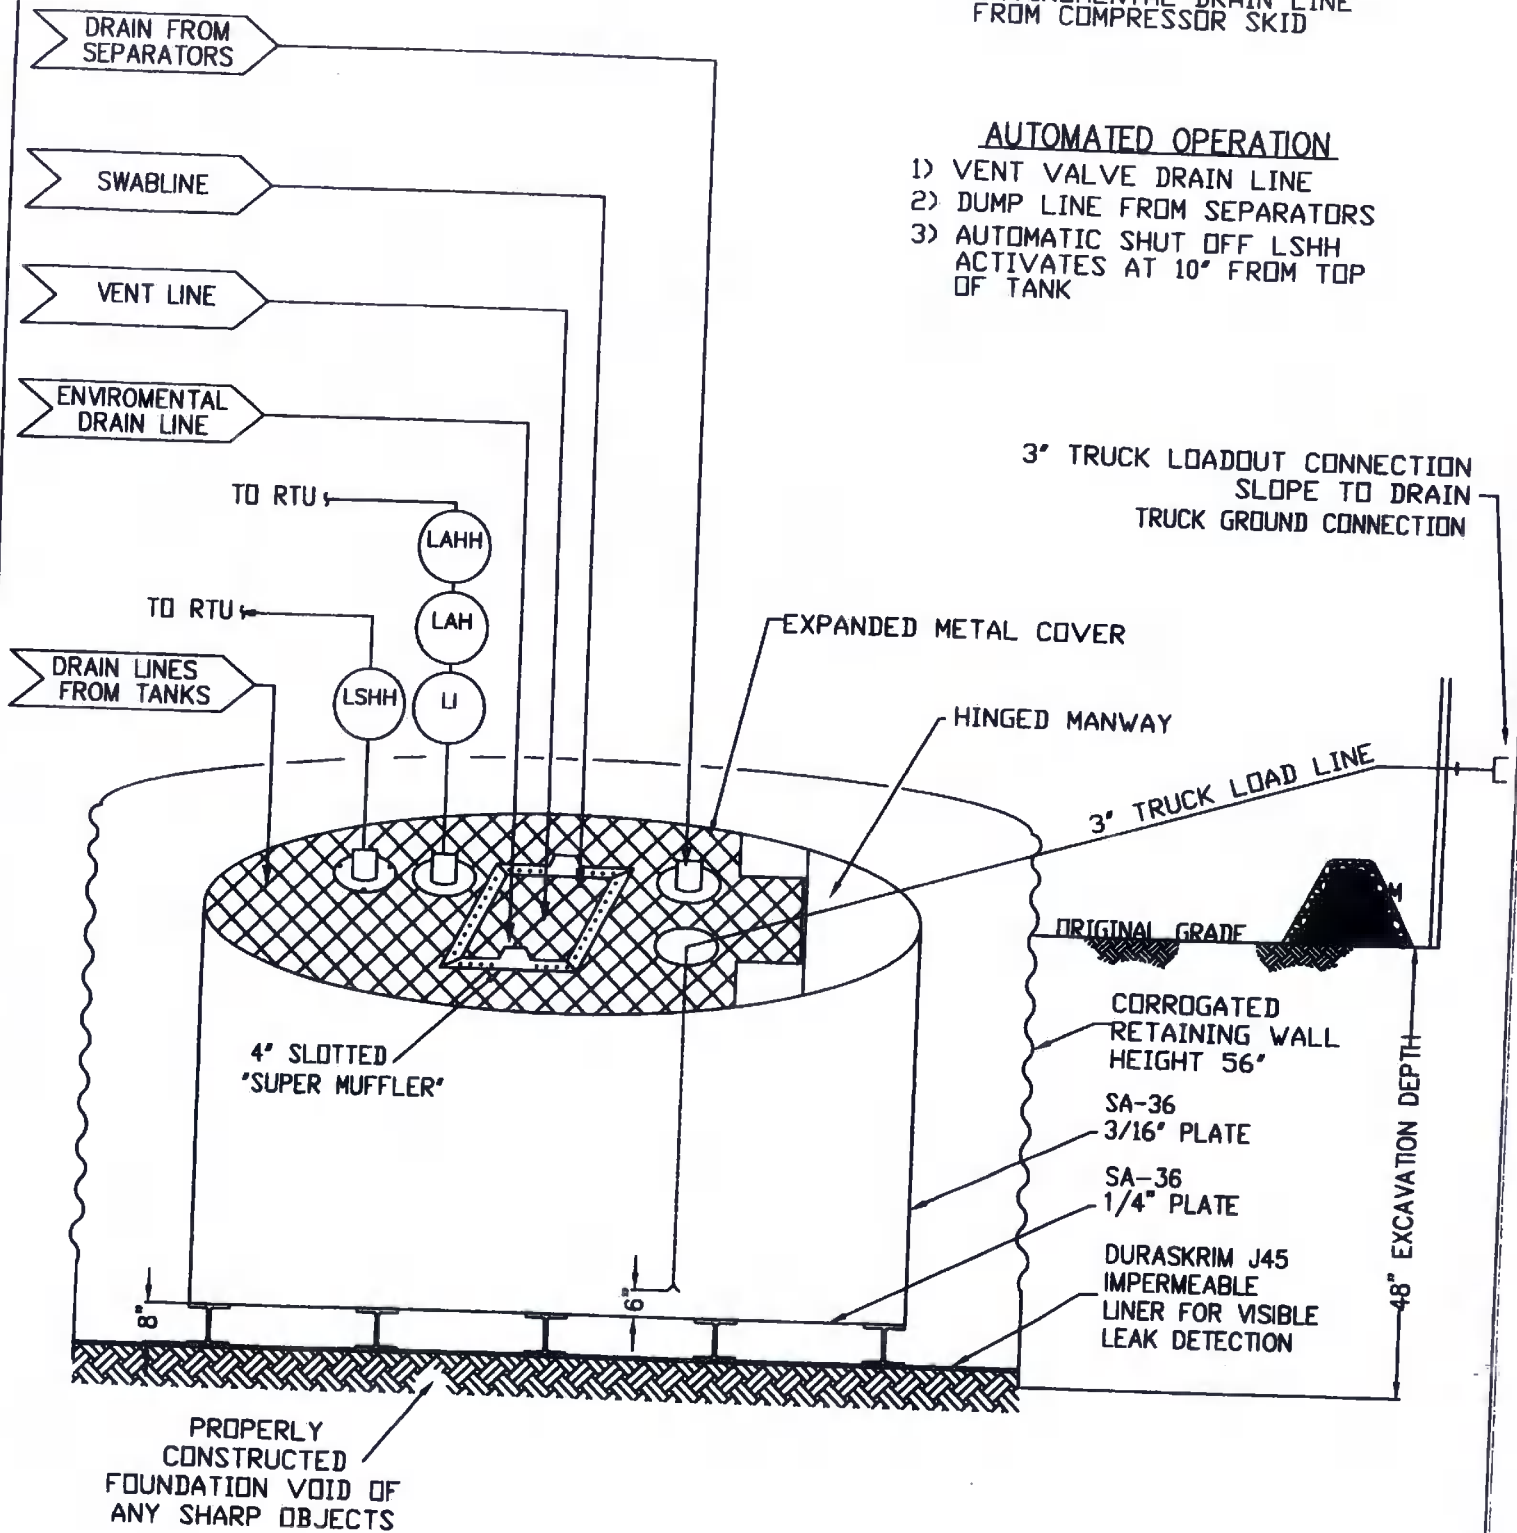 DRAIN LINE
FROM COMPRESSOR SKID
DRAIN FROM
SEPARATORS
AUTOMATED OPERATION
1) VENT VALVE DRAIN LINE
2) DUMP LINE FROM SEPARATORS
3) AUTOMATIC SHUT OFF LSHH
ACTIVATES AT 10" FROM TOP
OF TANK
SWABLINE
VENT LINE
ENVIROMENTAL
DRAIN LINE
3" TRUCK LOADOUT CONNECTION
SLOPE TO DRAIN
TRUCK GROUND CONNECTION
TO RTU
LAHH
TO RTU
LAH
EXPANDED METAL COVER
DRAIN LINES
FROM TANKS
LSHH
LI
HINGED MANWAY
3" TRUCK LOAD LINE
M
ORIGINAL GRADE
CORROGATED
RETAINING WALL
HEIGHT 56"
4" SLOTTED
"SUPER MUFFLER"
SA-36
3/16" PLATE
SA-36
1/4" PLATE
48" EXCAVATION DEPTH
DURASKRIM J45
IMPERMEABLE
LINER FOR VISIBLE
LEAK DETECTION
8"
6"
PROPERLY
CONSTRUCTED
FOUNDATION VOID OF
ANY SHARP OBJECTS